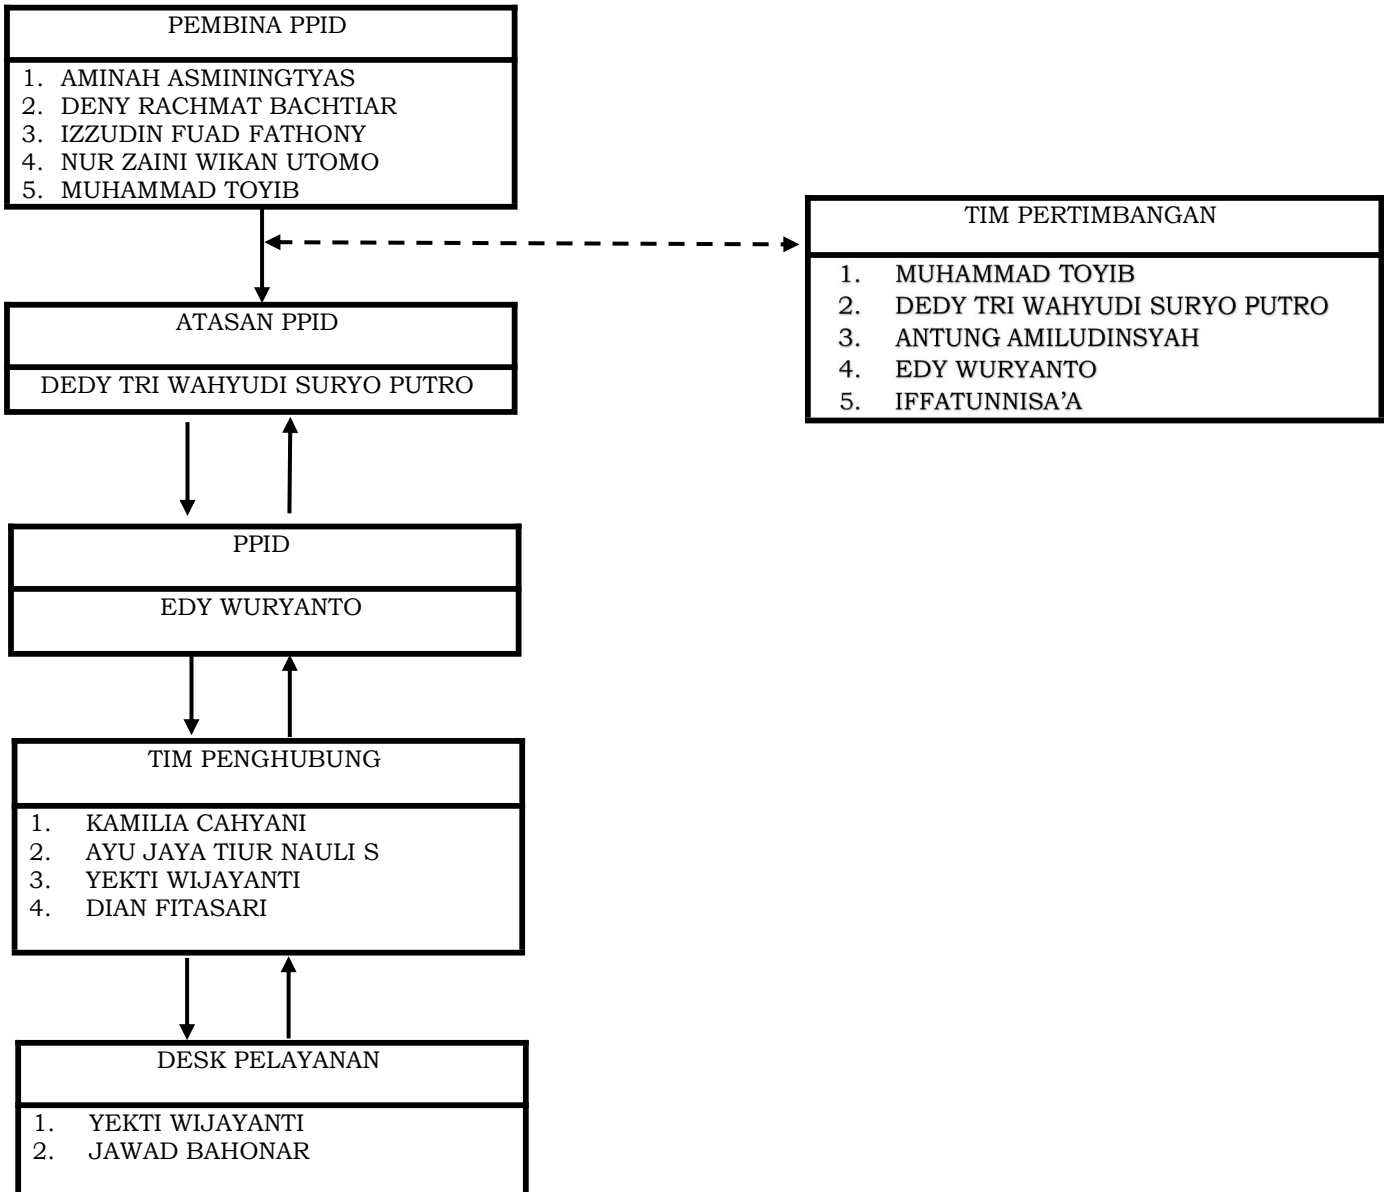 PEMBINA PPID
1. AMINAH ASMININGTYAS
2. DENY RACHMAT BACHTIAR
3. IZZUDIN FUAD FATHONY
4. NUR ZAINI WIKAN UTOMO
5. MUHAMMAD TOYIB
TIM PERTIMBANGAN
1. MUHAMMAD TOYIB
2. DEDY TRI WAHYUDI SURYO PUTRO
3. ANTUNG AMILUDINSYAH
4. EDY WURYANTO
5. IFFATUNNISA’A
ATASAN PPID
DEDY TRI WAHYUDI SURYO PUTRO
PPID
EDY WURYANTO
TIM PENGHUBUNG
1. KAMILIA CAHYANI
2. AYU JAYA TIUR NAULI S
3. YEKTI WIJAYANTI
4. DIAN FITASARI
DESK PELAYANAN
1. YEKTI WIJAYANTI
2. JAWAD BAHONAR